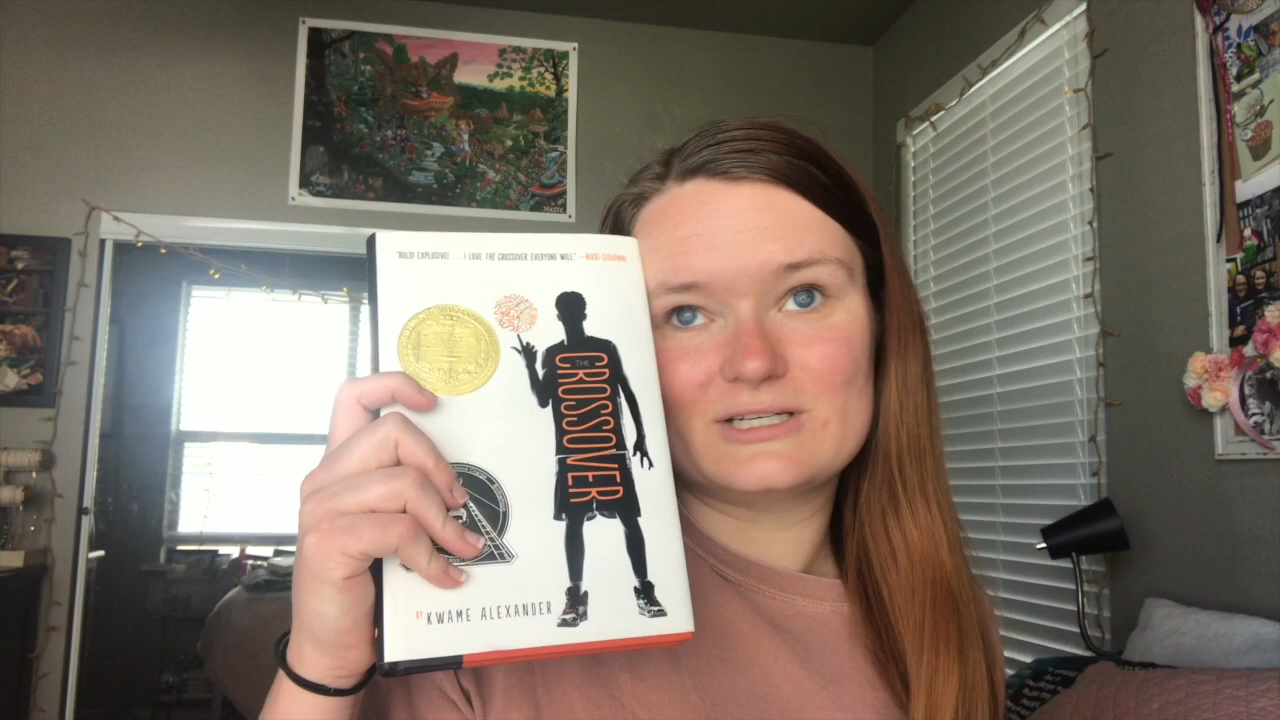 "BOLD! EXPLOSIVE! . . . I LOVE THE CROSSOVER. EVERYONE WILL." —NIKKI GIOVANNI
THE
CROSSOVER
BY KWAME ALEXANDER